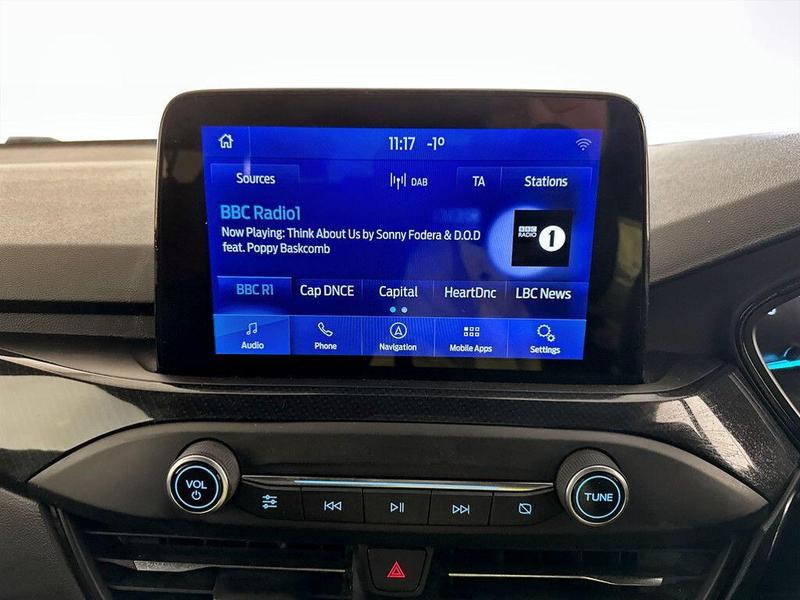 11:17 -1°
Sources DAB TA Stations
BBC Radio1
Now Playing: Think About Us by Sonny Fodera & D.O.D
feat. Poppy Baskcomb
BBC RADIO 1
BBC R1 Cap DNCE Capital HeartDnc LBC News
Audio Phone Navigation Mobile Apps Settings
VOL TUNE